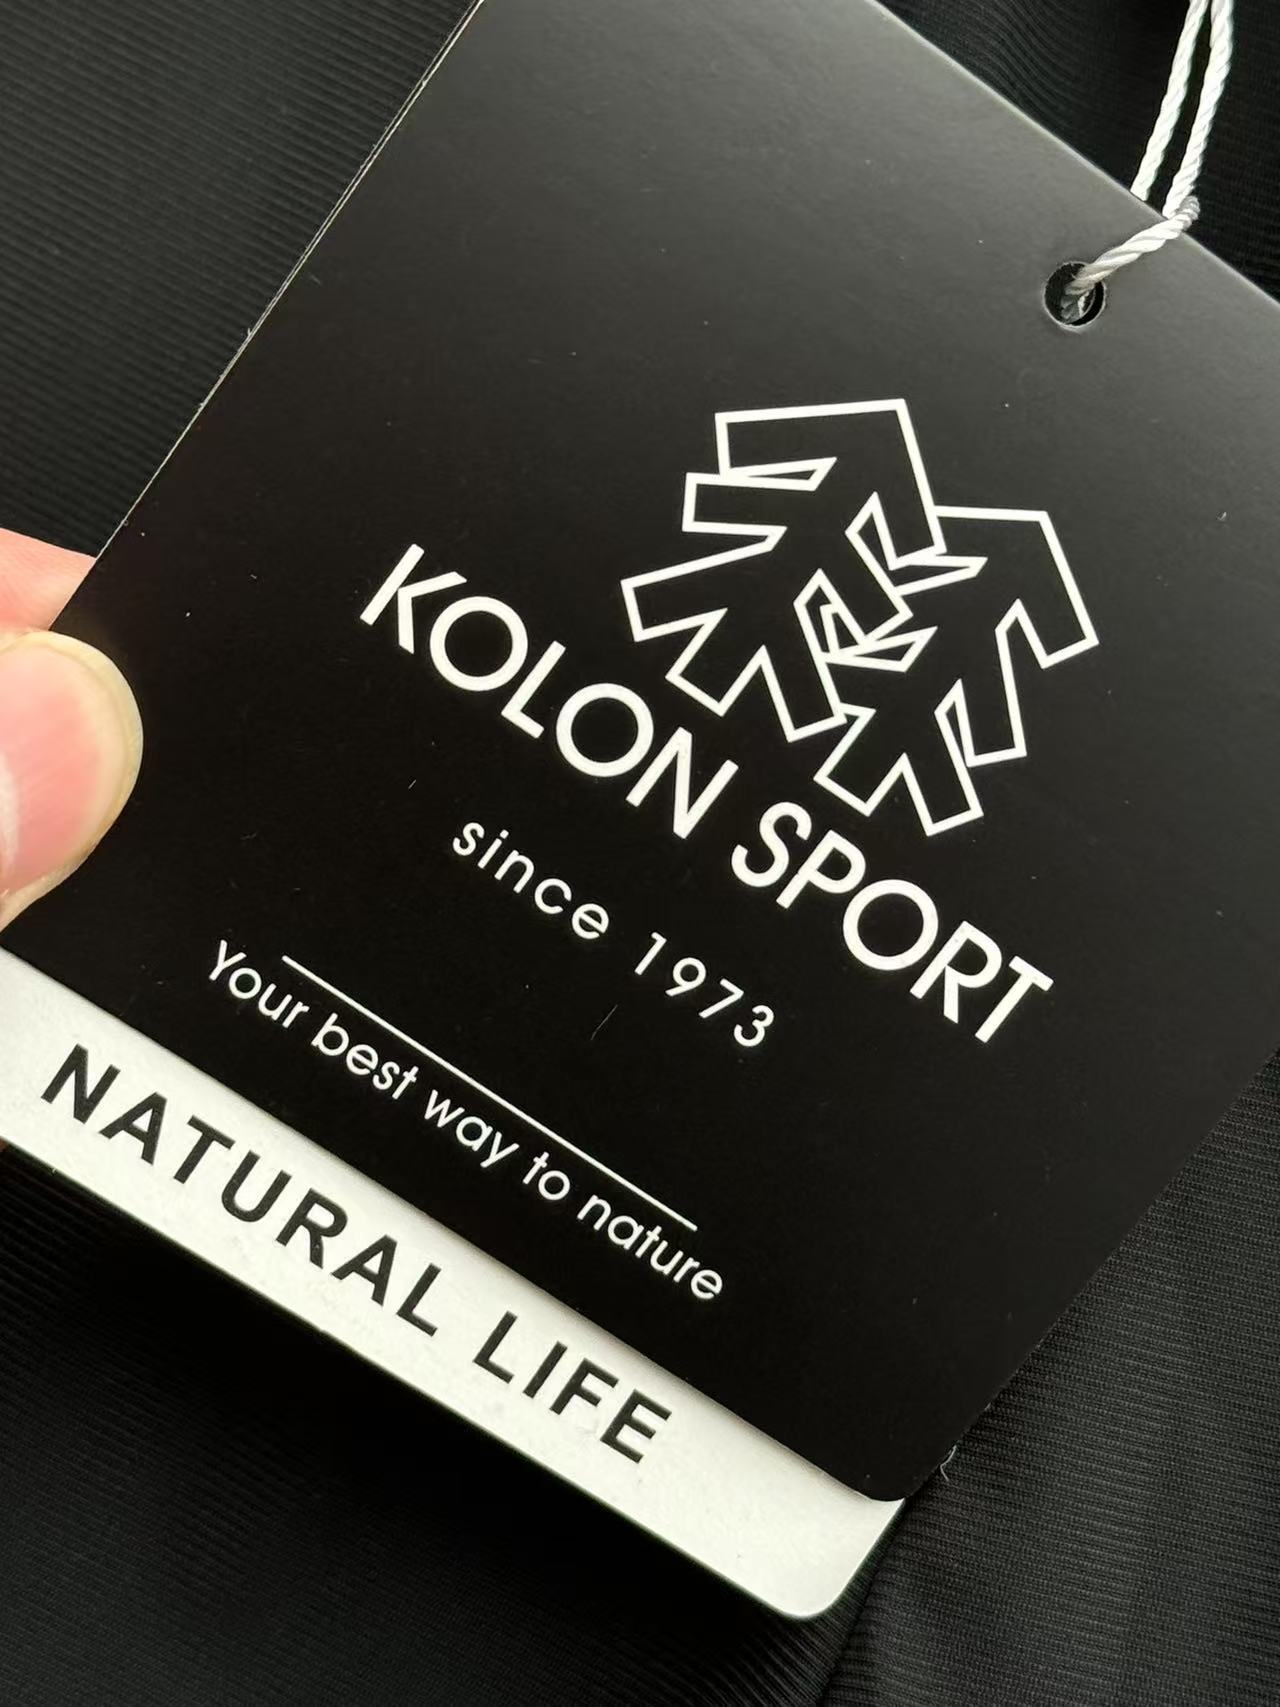 KOLON SPORT
since 1973
Your best way to nature
NATURAL LIFE